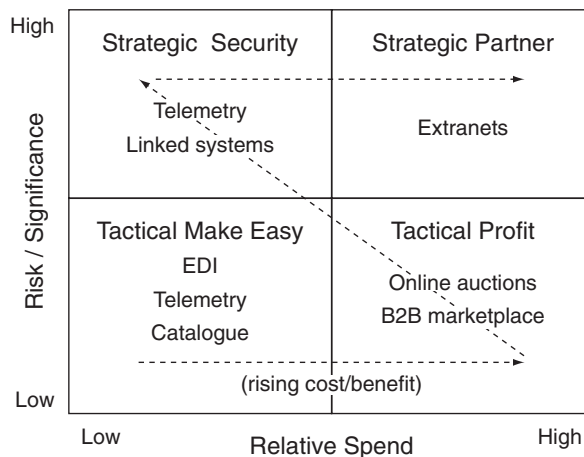 High
Strategic Security
Strategic Partner
Telemetry
Linked systems
Extranets
Risk / Significance
Tactical Make Easy
EDI
Telemetry
Catalogue
Tactical Profit
Online auctions
B2B marketplace
(rising cost/benefit)
Low
Low
Relative Spend
High